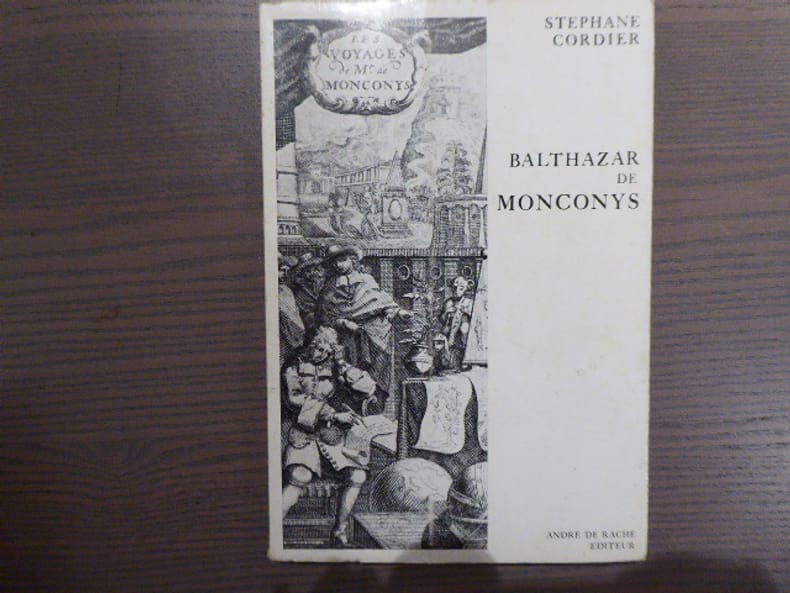 STEPHANE
CORDIER
BALTHAZAR
DE
MONCONYS
LES
VOYAGES
de Mr. de
MONCONYS
ANDRE DE RACHE
EDITEUR